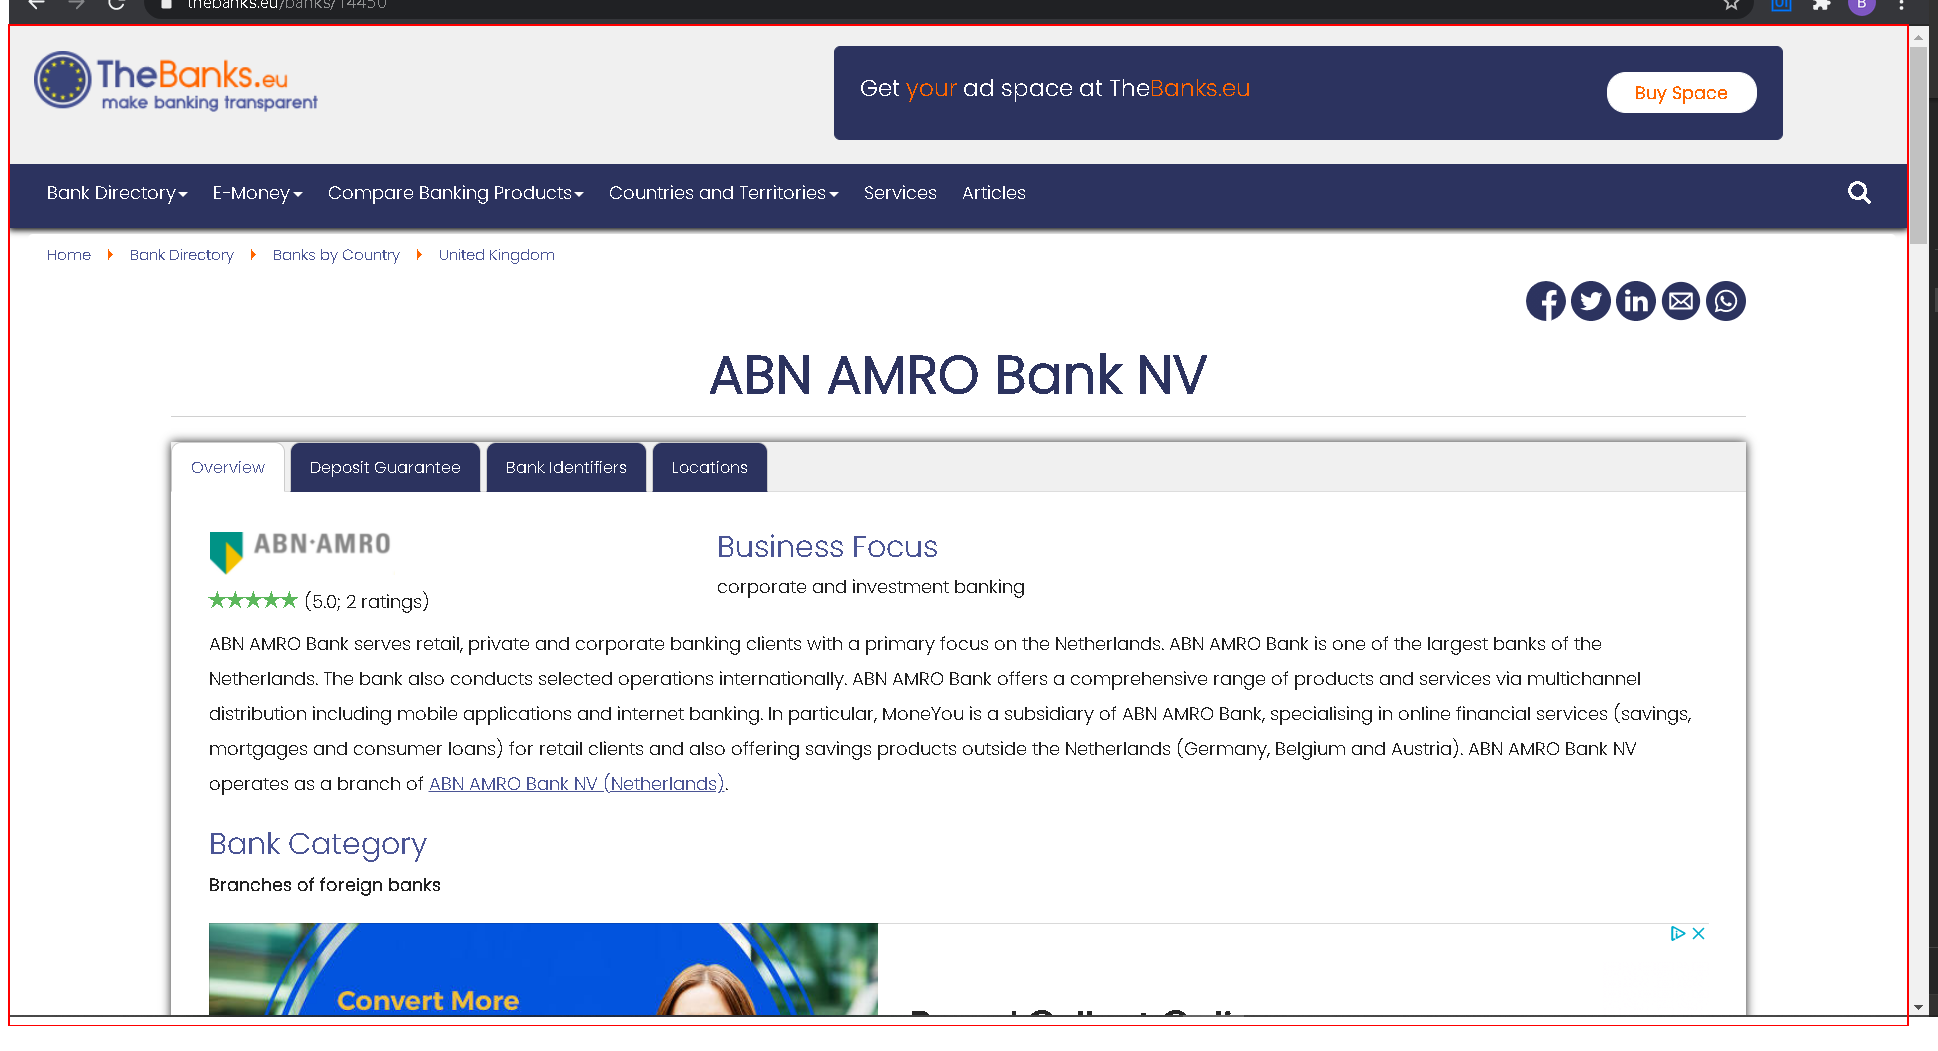 thebanks.eu/banks/14450
B
TheBanks.eu
make banking transparent
Get your ad space at TheBanks.eu
Buy Space
Bank Directory E-Money Compare Banking Products Countries and Territories Services Articles
Home Bank Directory Banks by Country United Kingdom
ABN AMRO Bank NV
Overview Deposit Guarantee Bank Identifiers Locations
ABN·AMRO
(5.0; 2 ratings)
Business Focus
corporate and investment banking
ABN AMRO Bank serves retail, private and corporate banking clients with a primary focus on the Netherlands. ABN AMRO Bank is one of the largest banks of the
Netherlands. The bank also conducts selected operations internationally. ABN AMRO Bank offers a comprehensive range of products and services via multichannel
distribution including mobile applications and internet banking. In particular, MoneYou is a subsidiary of ABN AMRO Bank, specialising in online financial services (savings,
mortgages and consumer loans) for retail clients and also offering savings products outside the Netherlands (Germany, Belgium and Austria). ABN AMRO Bank NV
operates as a branch of ABN AMRO Bank NV (Netherlands).
Bank Category
Branches of foreign banks
Convert More